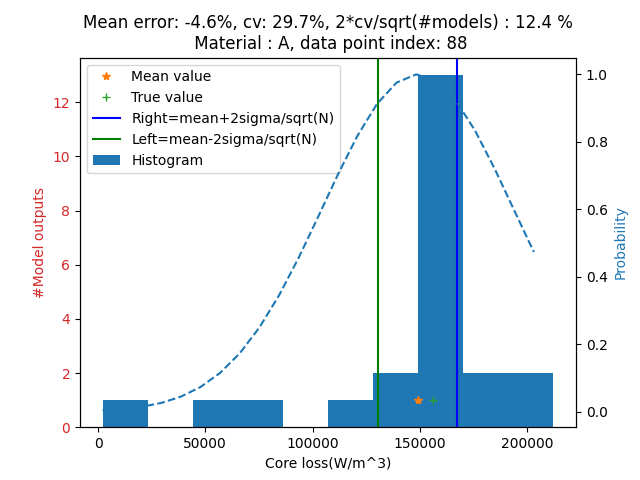 Mean error: -4.6%, cv: 29.7%, 2*cv/sqrt(#models) : 12.4 %
Material : A, data point index: 88
Mean value
True value
Right=mean+2sigma/sqrt(N)
Left=mean-2sigma/sqrt(N)
Histogram
#Model outputs
12
10
8
6
4
2
0
Probability
1.0
0.8
0.6
0.4
0.2
0.0
0
50000
100000
150000
200000
Core loss(W/m^3)